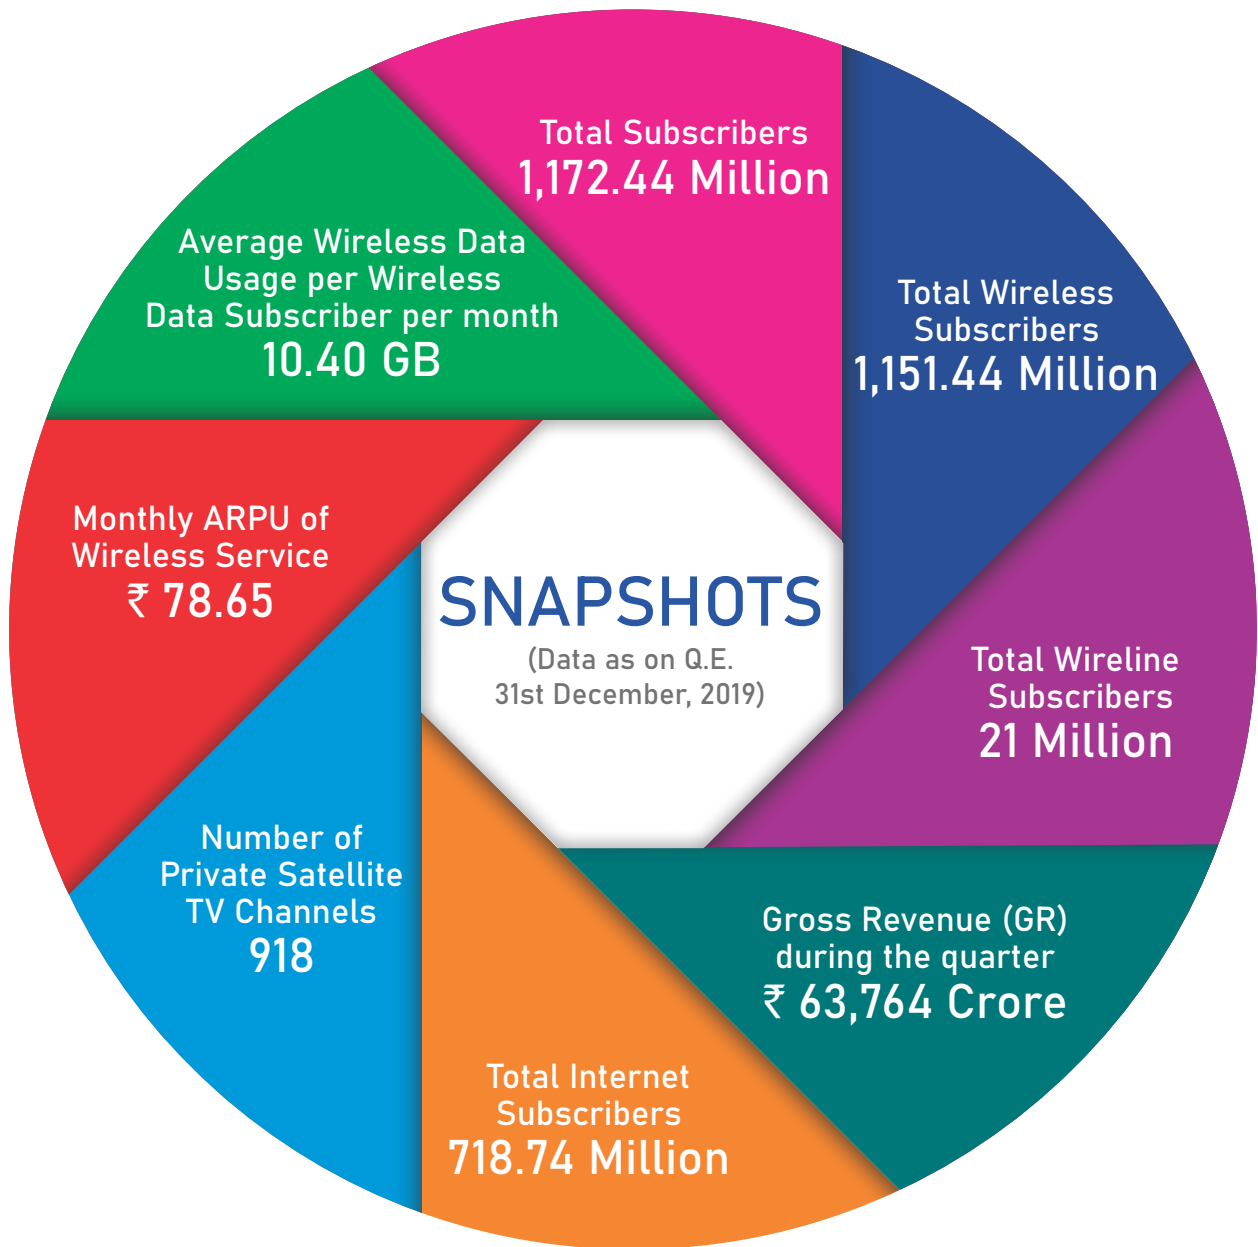 SNAPSHOTS
(Data as on Q.E.
31st December, 2019)
Total Subscribers
1,172.44 Million
Total Wireless
Subscribers
1,151.44 Million
Total Wireline
Subscribers
21 Million
Gross Revenue (GR)
during the quarter
₹ 63,764 Crore
Total Internet
Subscribers
718.74 Million
Number of
Private Satellite
TV Channels
918
Monthly ARPU of
Wireless Service
₹ 78.65
Average Wireless Data
Usage per Wireless
Data Subscriber per month
10.40 GB